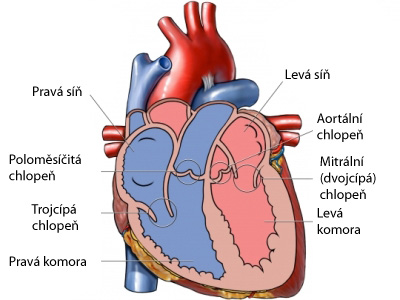 Pravá síň
Poloměsíčitá
chlopeň
Trojcípá
chlopeň
Pravá komora
Levá síň
Aortální
chlopeň
Mitrální
(dvojcípá)
chlopeň
Levá
komora